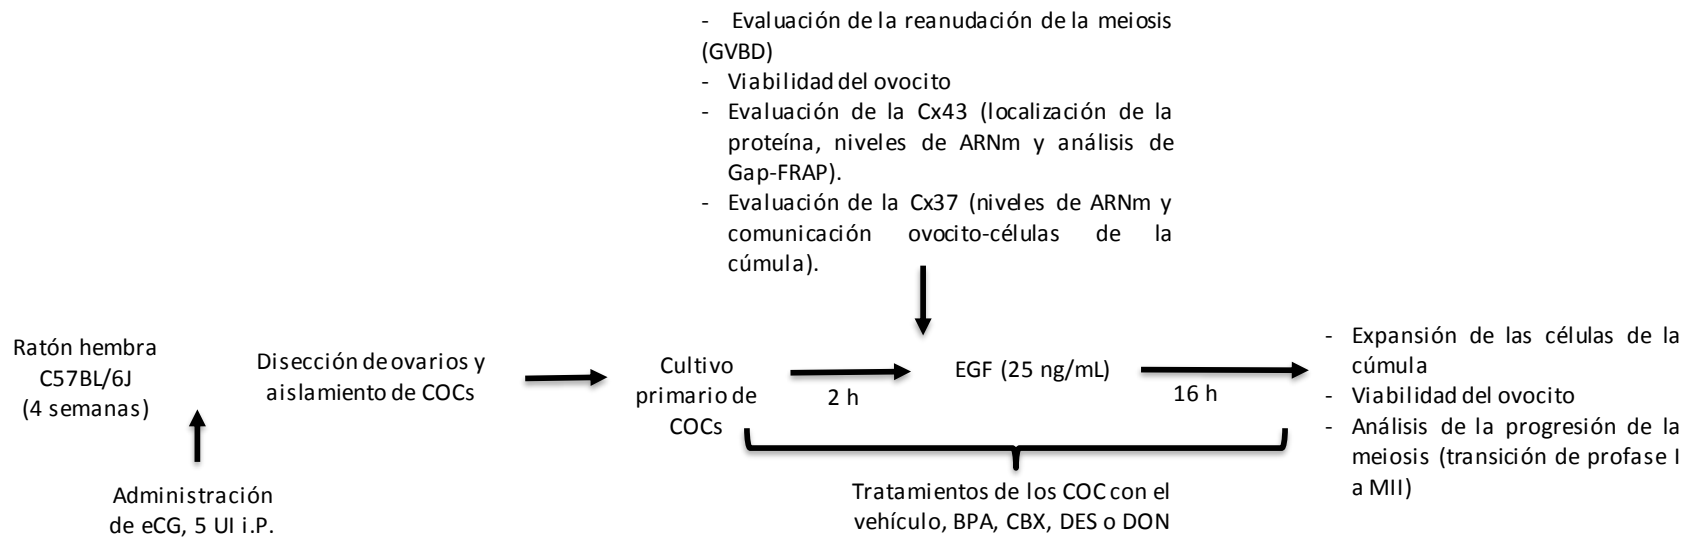 -  Evaluación de la reanudación de la meiosis
(GVBD)
- Viabilidad del ovocito
- Evaluación de la Cx43 (localización de la
proteína, niveles de ARNm y análisis de
Gap-FRAP).
- Evaluación de la Cx37 (niveles de ARNm y
comunicación ovocito-células de la
cúmula).
Ratón hembra
C57BL/6J
(4 semanas)
Administración
de eCG, 5 UI i.P.
Disección de ovarios y
aislamiento de COCs
Cultivo
primario de
COCs
2 h
EGF (25 ng/mL)
16 h
Tratamientos de los COC con el
vehículo, BPA, CBX, DES o DON
- Expansión de las células de la
cúmula
- Viabilidad del ovocito
- Análisis de la progresión de la
meiosis (transición de profase I
a MII)